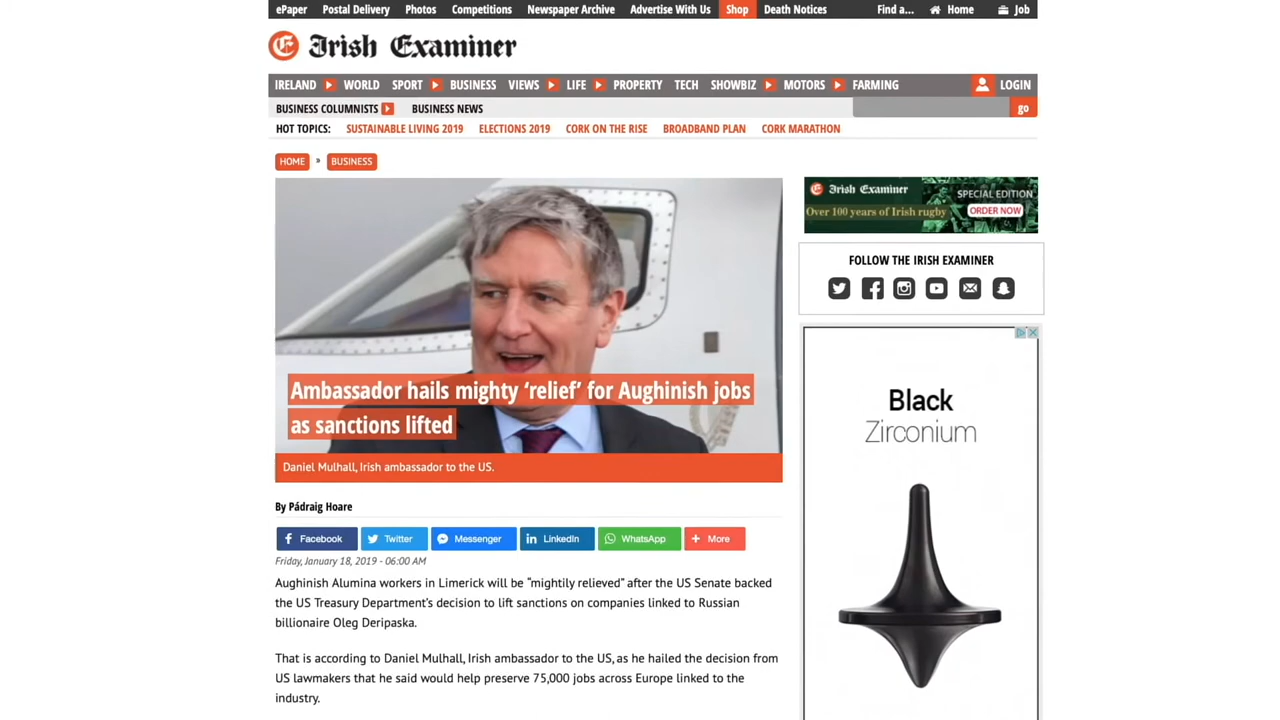 ePaper Postal Delivery Photos Competitions Newspaper Archive Advertise With Us Shop Death Notices Find a... Home Job
Irish Examiner
IRELAND WORLD SPORT BUSINESS VIEWS LIFE PROPERTY TECH SHOWBIZ MOTORS FARMING LOGIN
BUSINESS COLUMNISTS BUSINESS NEWS go
HOT TOPICS: SUSTAINABLE LIVING 2019 ELECTIONS 2019 CORK ON THE RISE BROADBAND PLAN CORK MARATHON
HOME » BUSINESS
Ambassador hails mighty ‘relief’ for Aughinish jobs
as sanctions lifted
Daniel Mulhall, Irish ambassador to the US.
By Pádraig Hoare
Facebook Twitter Messenger LinkedIn WhatsApp More
Friday, January 18, 2019 - 06:00 AM
Aughinish Alumina workers in Limerick will be “mightily relieved” after the US Senate backed
the US Treasury Department’s decision to lift sanctions on companies linked to Russian
billionaire Oleg Deripaska.
That is according to Daniel Mulhall, Irish ambassador to the US, as he hailed the decision from
US lawmakers that he said would help preserve 75,000 jobs across Europe linked to the
industry.
Irish Examiner SPECIAL EDITION
Over 100 years of Irish rugby ORDER NOW
FOLLOW THE IRISH EXAMINER
Black
Zirconium